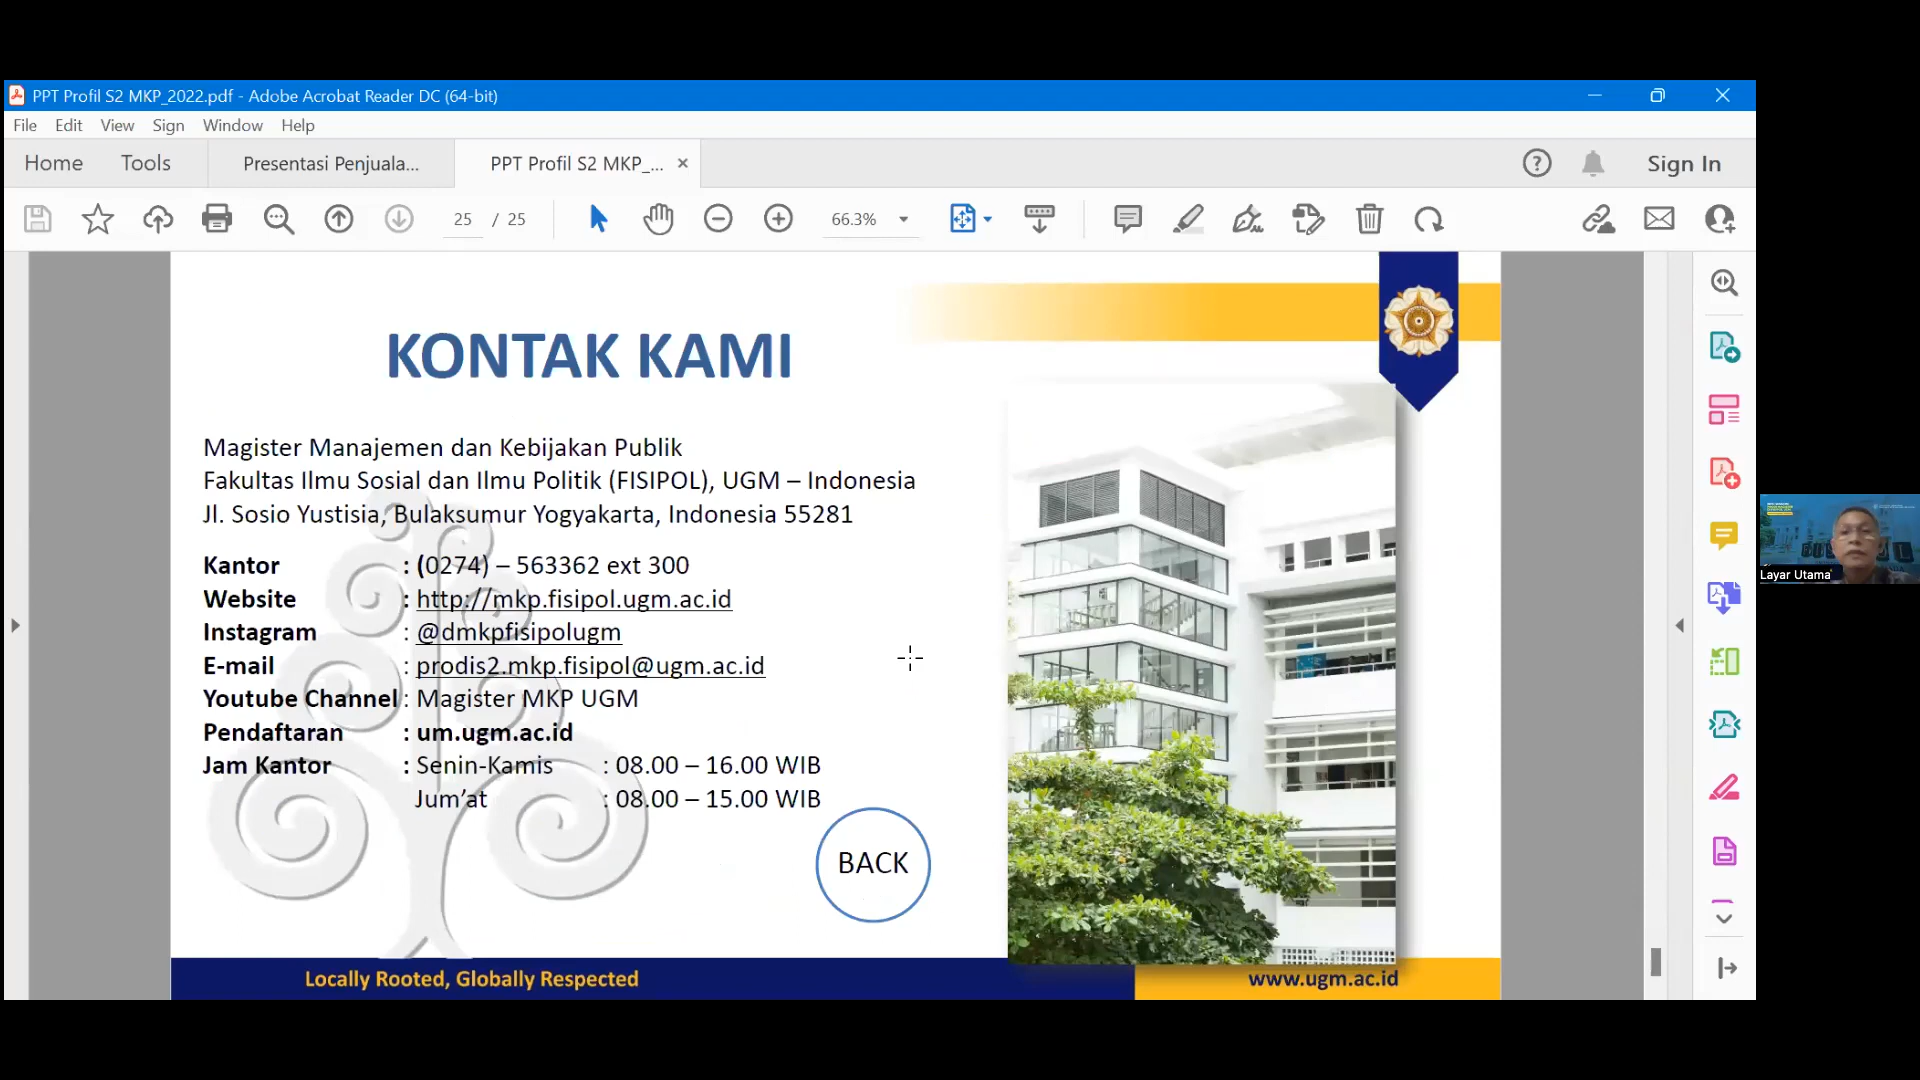 PPT Profil S2 MKP_2022.pdf - Adobe Acrobat Reader DC (64-bit)
File Edit View Sign Window Help
Home Tools Presentasi Penjuala... PPT Profil S2 MKP_... × Sign In
25 / 25 66.3%
KONTAK KAMI
Magister Manajemen dan Kebijakan Publik
Fakultas Ilmu Sosial dan Ilmu Politik (FISIPOL), UGM – Indonesia
Jl. Sosio Yustisia, Bulaksumur Yogyakarta, Indonesia 55281
Kantor : (0274) – 563362 ext 300
Website : http://mkp.fisipol.ugm.ac.id
Instagram : @dmkpfisipolugm
E-mail : prodis2.mkp.fisipol@ugm.ac.id
Youtube Channel : Magister MKP UGM
Pendaftaran : um.ugm.ac.id
Jam Kantor : Senin-Kamis : 08.00 – 16.00 WIB
Jum’at : 08.00 – 15.00 WIB
BACK
Locally Rooted, Globally Respected
www.ugm.ac.id
Layar Utama